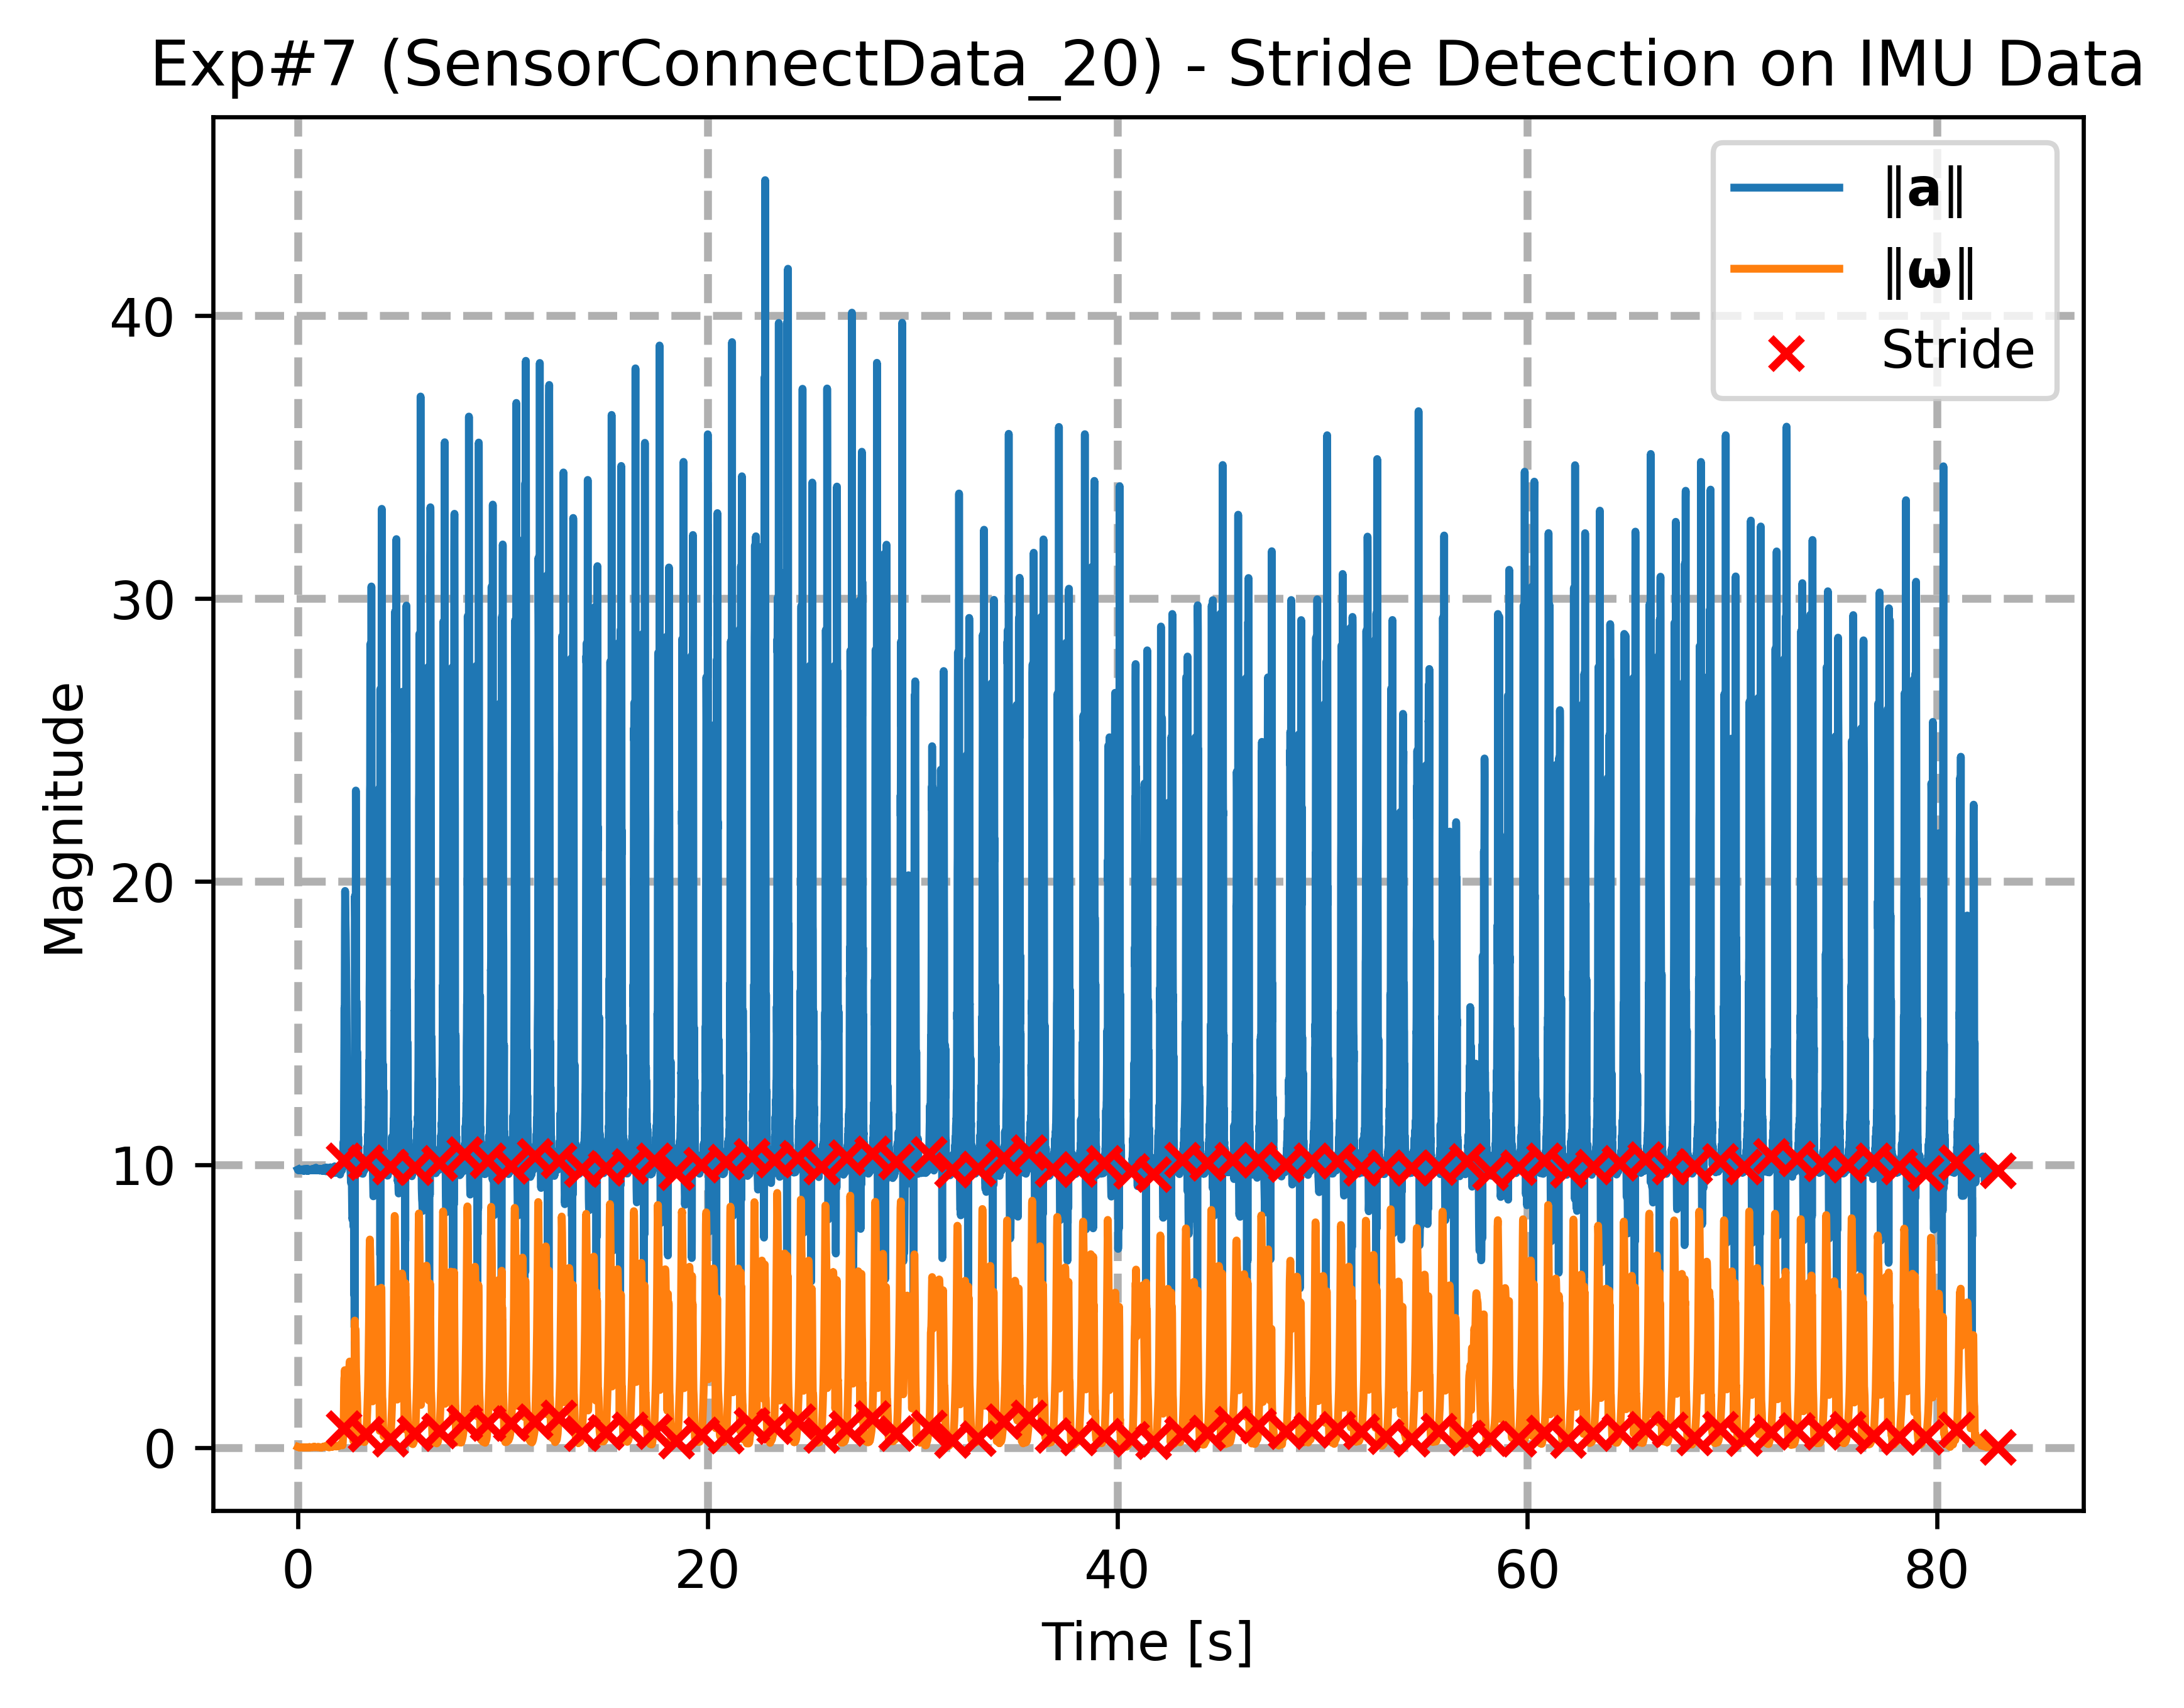 Exp#7 (SensorConnectData_20) - Stride Detection on IMU Data
‖a‖
‖ω‖
Stride
Magnitude
40
30
20
10
0
0 20 40 60 80
Time [s]